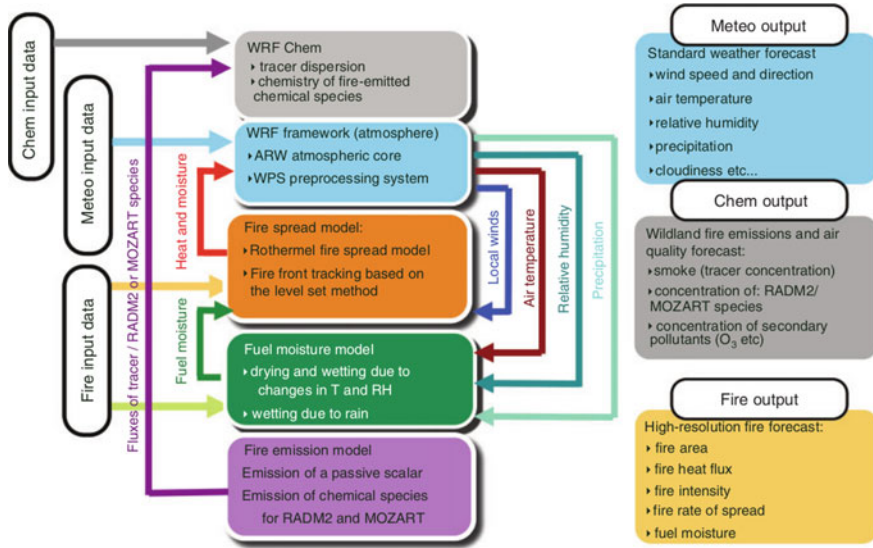 Chem input data
Meteo input data
Fire input data
Fluxes of tracer / RADM2 or MOZART species
Heat and moisture
Fuel moisture
WRF Chem
‣ tracer dispersion
‣ chemistry of fire-emitted
chemical species
WRF framework (atmosphere)
‣ ARW atmospheric core
‣ WPS preprocessing system
Fire spread model:
‣ Rothermel fire spread model
‣ Fire front tracking based on
the level set method
Fuel moisture model
‣ drying and wetting due to
changes in T and RH
‣ wetting due to rain
Fire emission model
Emission of a passive scalar
Emission of chemical species
for RADM2 and MOZART
Local winds
Air temperature
Relative humidity
Precipitation
Meteo output
Standard weather forecast
‣ wind speed and direction
‣ air temperature
‣ relative humidity
‣ precipitation
‣ cloudiness etc...
Chem output
Wildland fire emissions and air
quality forecast:
‣ smoke (tracer concentration)
‣ concentration of: RADM2/
MOZART species
‣ concentration of secondary
pollutants (O₃ etc)
Fire output
High-resolution fire forecast:
‣ fire area
‣ fire heat flux
‣ fire intensity
‣ fire rate of spread
‣ fuel moisture